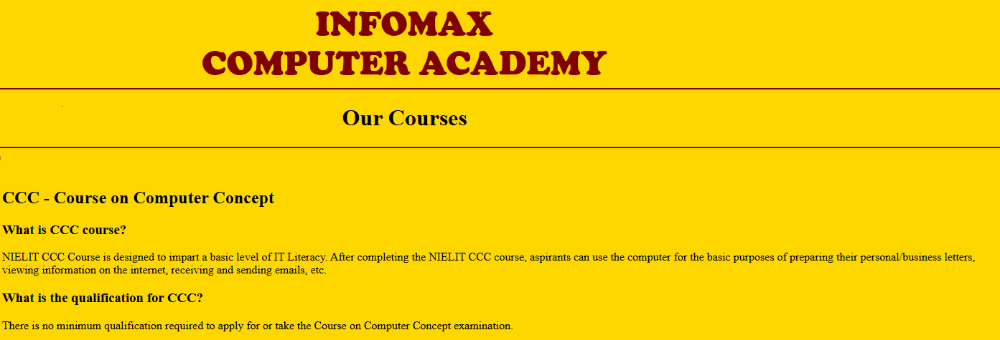 INFOMAX
COMPUTER ACADEMY
Our Courses
CCC - Course on Computer Concept
What is CCC course?
NIELIT CCC Course is designed to impart a basic level of IT Literacy. After completing the NIELIT CCC course, aspirants can use the computer for the basic purposes of preparing their personal/business letters,
viewing information on the internet, receiving and sending emails, etc.
What is the qualification for CCC?
There is no minimum qualification required to apply for or take the Course on Computer Concept examination.